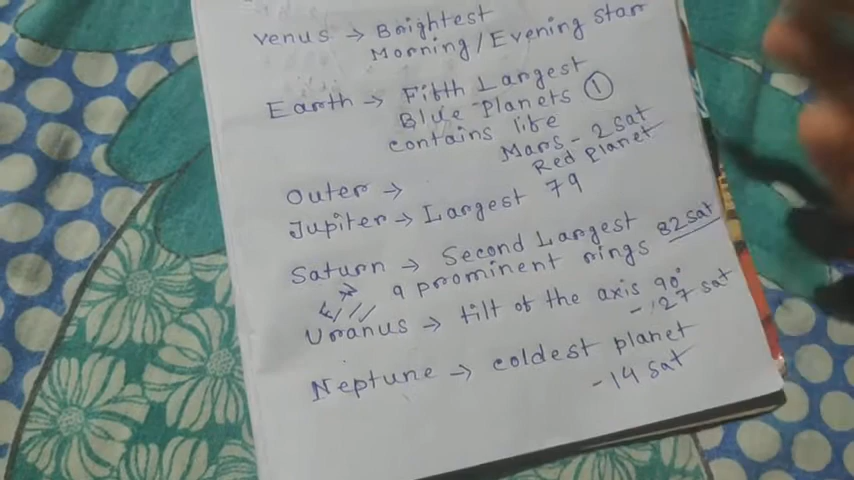 Venus → Brightest
Morning/Evening star
Earth → Fifth Largest
Blue Planets ①
contains life
Mars - 2 Sat
Red Planet
Outer →
Jupiter → Largest 79
Saturn → Second Largest
9 prominent rings 82 sat
Uranus → tilt of the axis 90°
- 27 sat
Neptune → coldest planet
- 14 sat